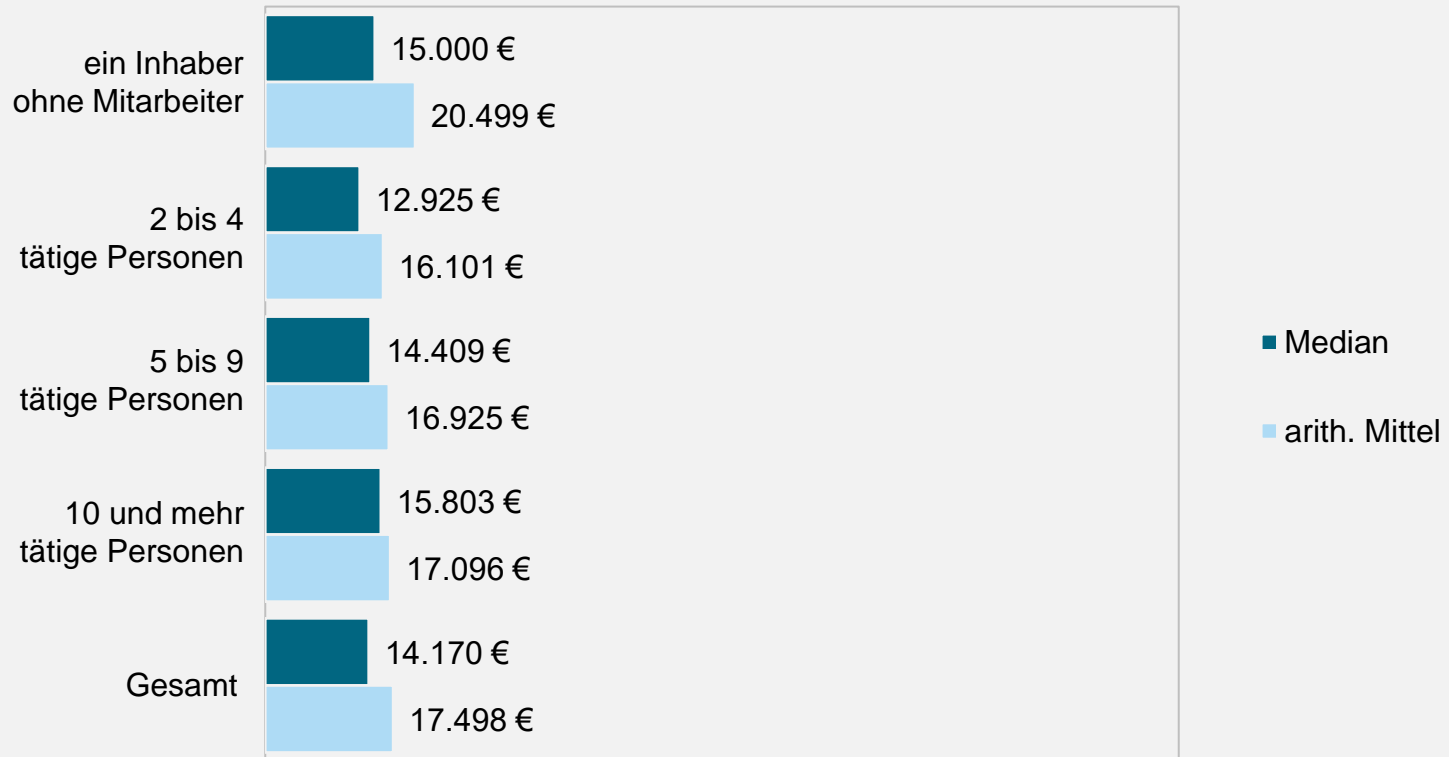 ein Inhaber
ohne Mitarbeiter
15.000 €
20.499 €
2 bis 4
tätige Personen
12.925 €
16.101 €
5 bis 9
tätige Personen
14.409 €
16.925 €
10 und mehr
tätige Personen
15.803 €
17.096 €
Gesamt
14.170 €
17.498 €
Median
arith. Mittel